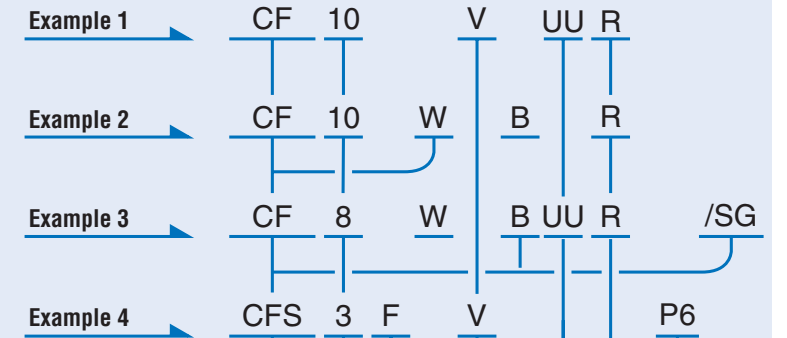 Example 1 CF 10 V UU R
Example 2 CF 10 W B R
Example 3 CF 8 W B UU R /SG
Example 4 CFS 3 F V P6